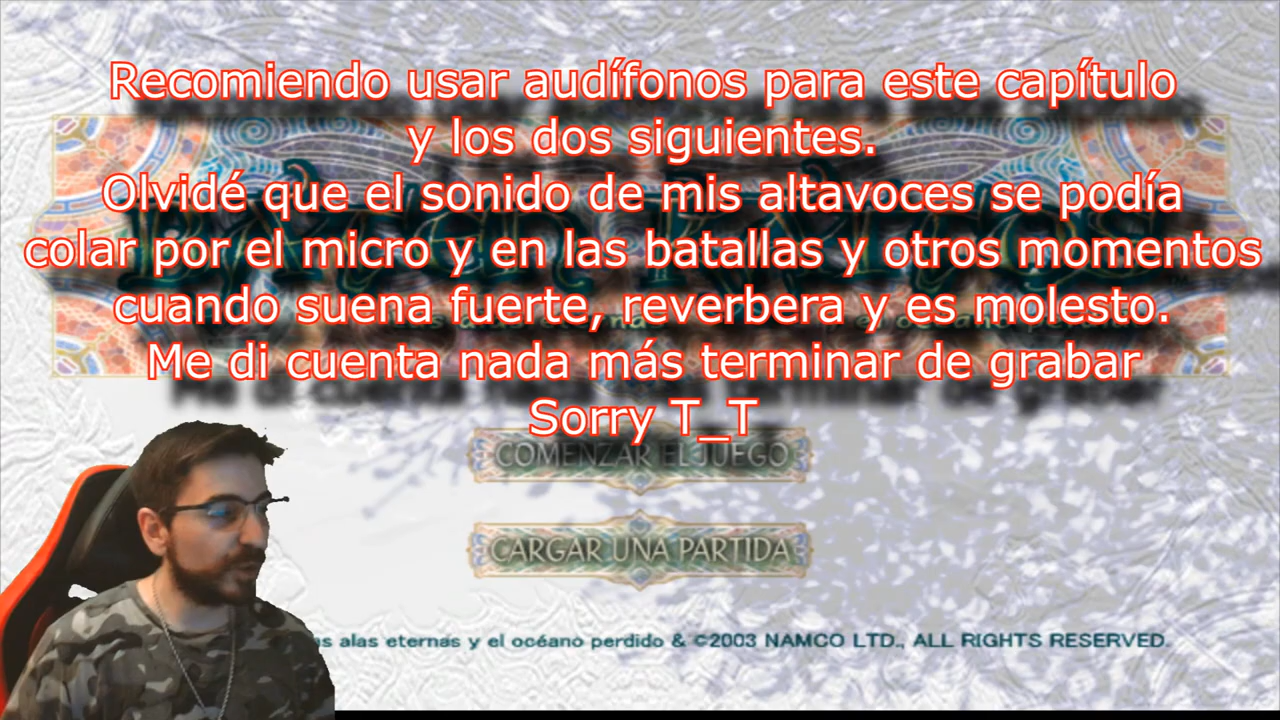 Recomiendo usar audífonos para este capítulo
y los dos siguientes.
Olvidé que el sonido de mis altavoces se podía
colar por el micro y en las batallas y otros momentos
cuando suena fuerte, reverbera y es molesto.
Me di cuenta nada más terminar de grabar
Sorry T_T
COMENZAR EL JUEGO
CARGAR UNA PARTIDA
alas eternas y el océano perdido & ©2003 NAMCO LTD., ALL RIGHTS RESERVED.